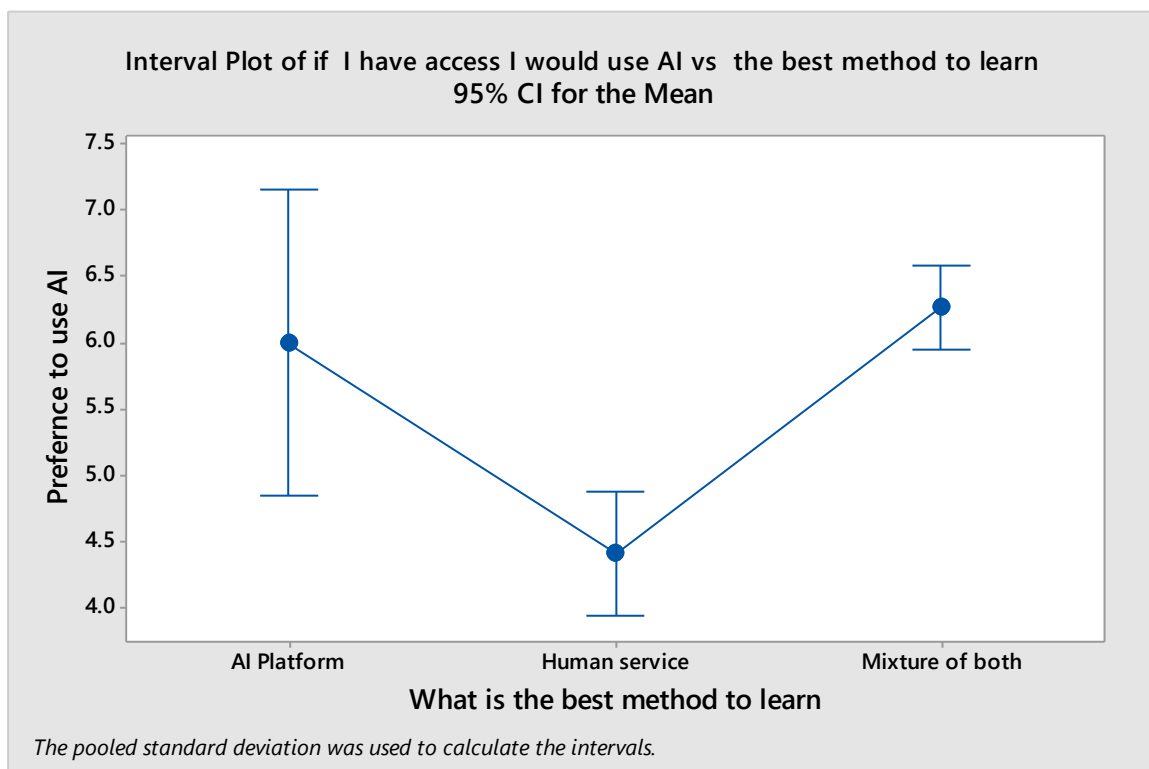 Interval Plot of if I have access I would use AI vs the best method to learn
95% CI for the Mean
7.5
7.0
6.5
6.0
5.5
5.0
4.5
4.0
Prefernce to use AI
AI Platform Human service Mixture of both
What is the best method to learn
The pooled standard deviation was used to calculate the intervals.